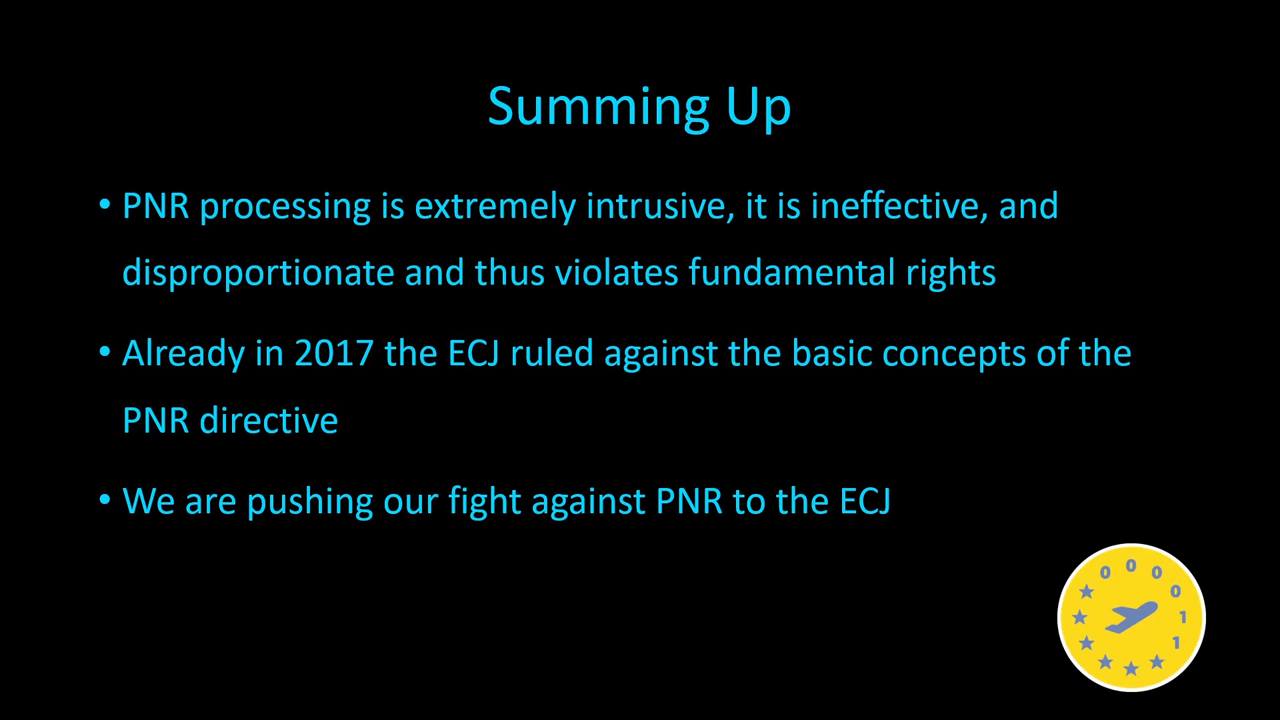 Summing Up
• PNR processing is extremely intrusive, it is ineffective, and
disproportionate and thus violates fundamental rights
• Already in 2017 the ECJ ruled against the basic concepts of the
PNR directive
• We are pushing our fight against PNR to the ECJ
0 0 0 0 1 1